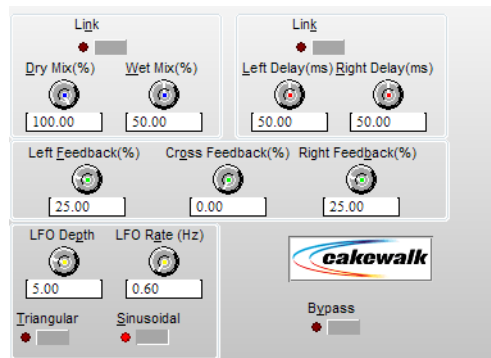 Link
Link
Dry Mix(%) Wet Mix(%)
Left Delay(ms) Right Delay(ms)
100.00 50.00
50.00 50.00
Left Feedback(%) Cross Feedback(%) Right Feedback(%)
25.00 0.00 25.00
LFO Depth LFO Rate (Hz)
5.00 0.60
Triangular Sinusoidal
cakewalk
Bypass